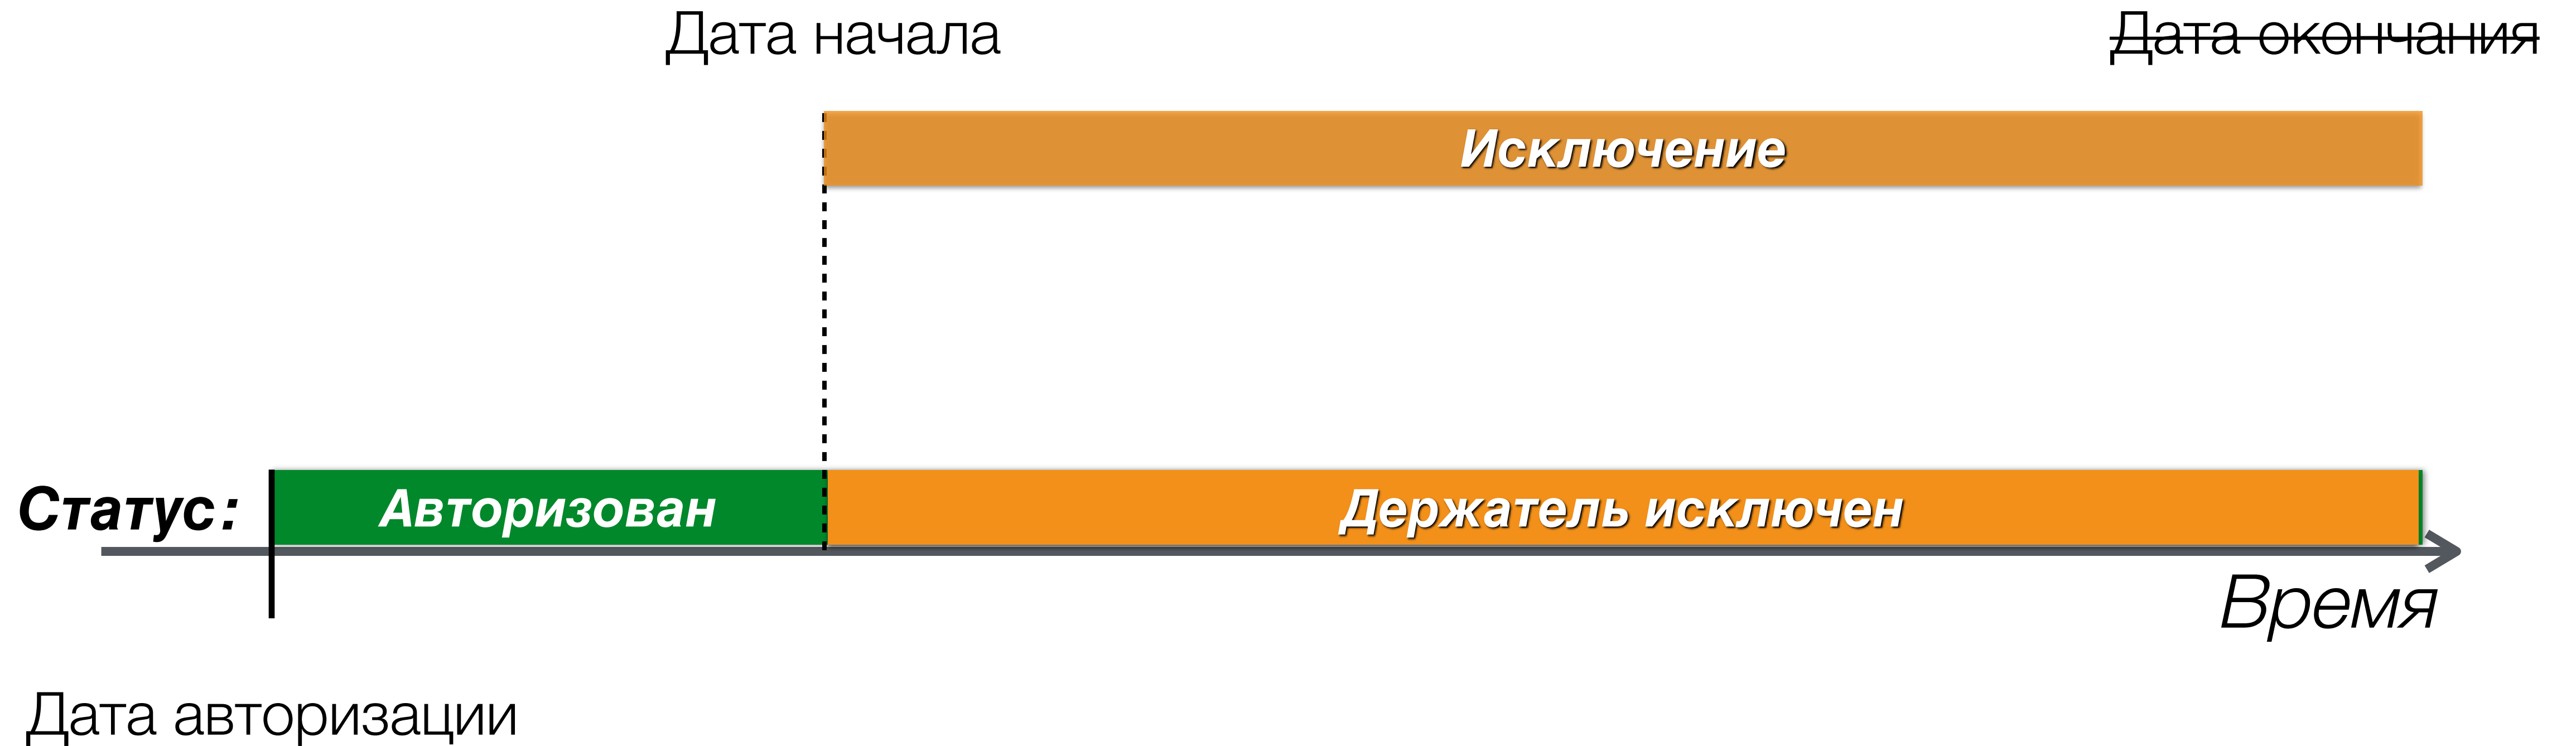 Дата начала
Дата окончания
Исключение
Статус:
Авторизован
Держатель исключен
Время
Дата авторизации